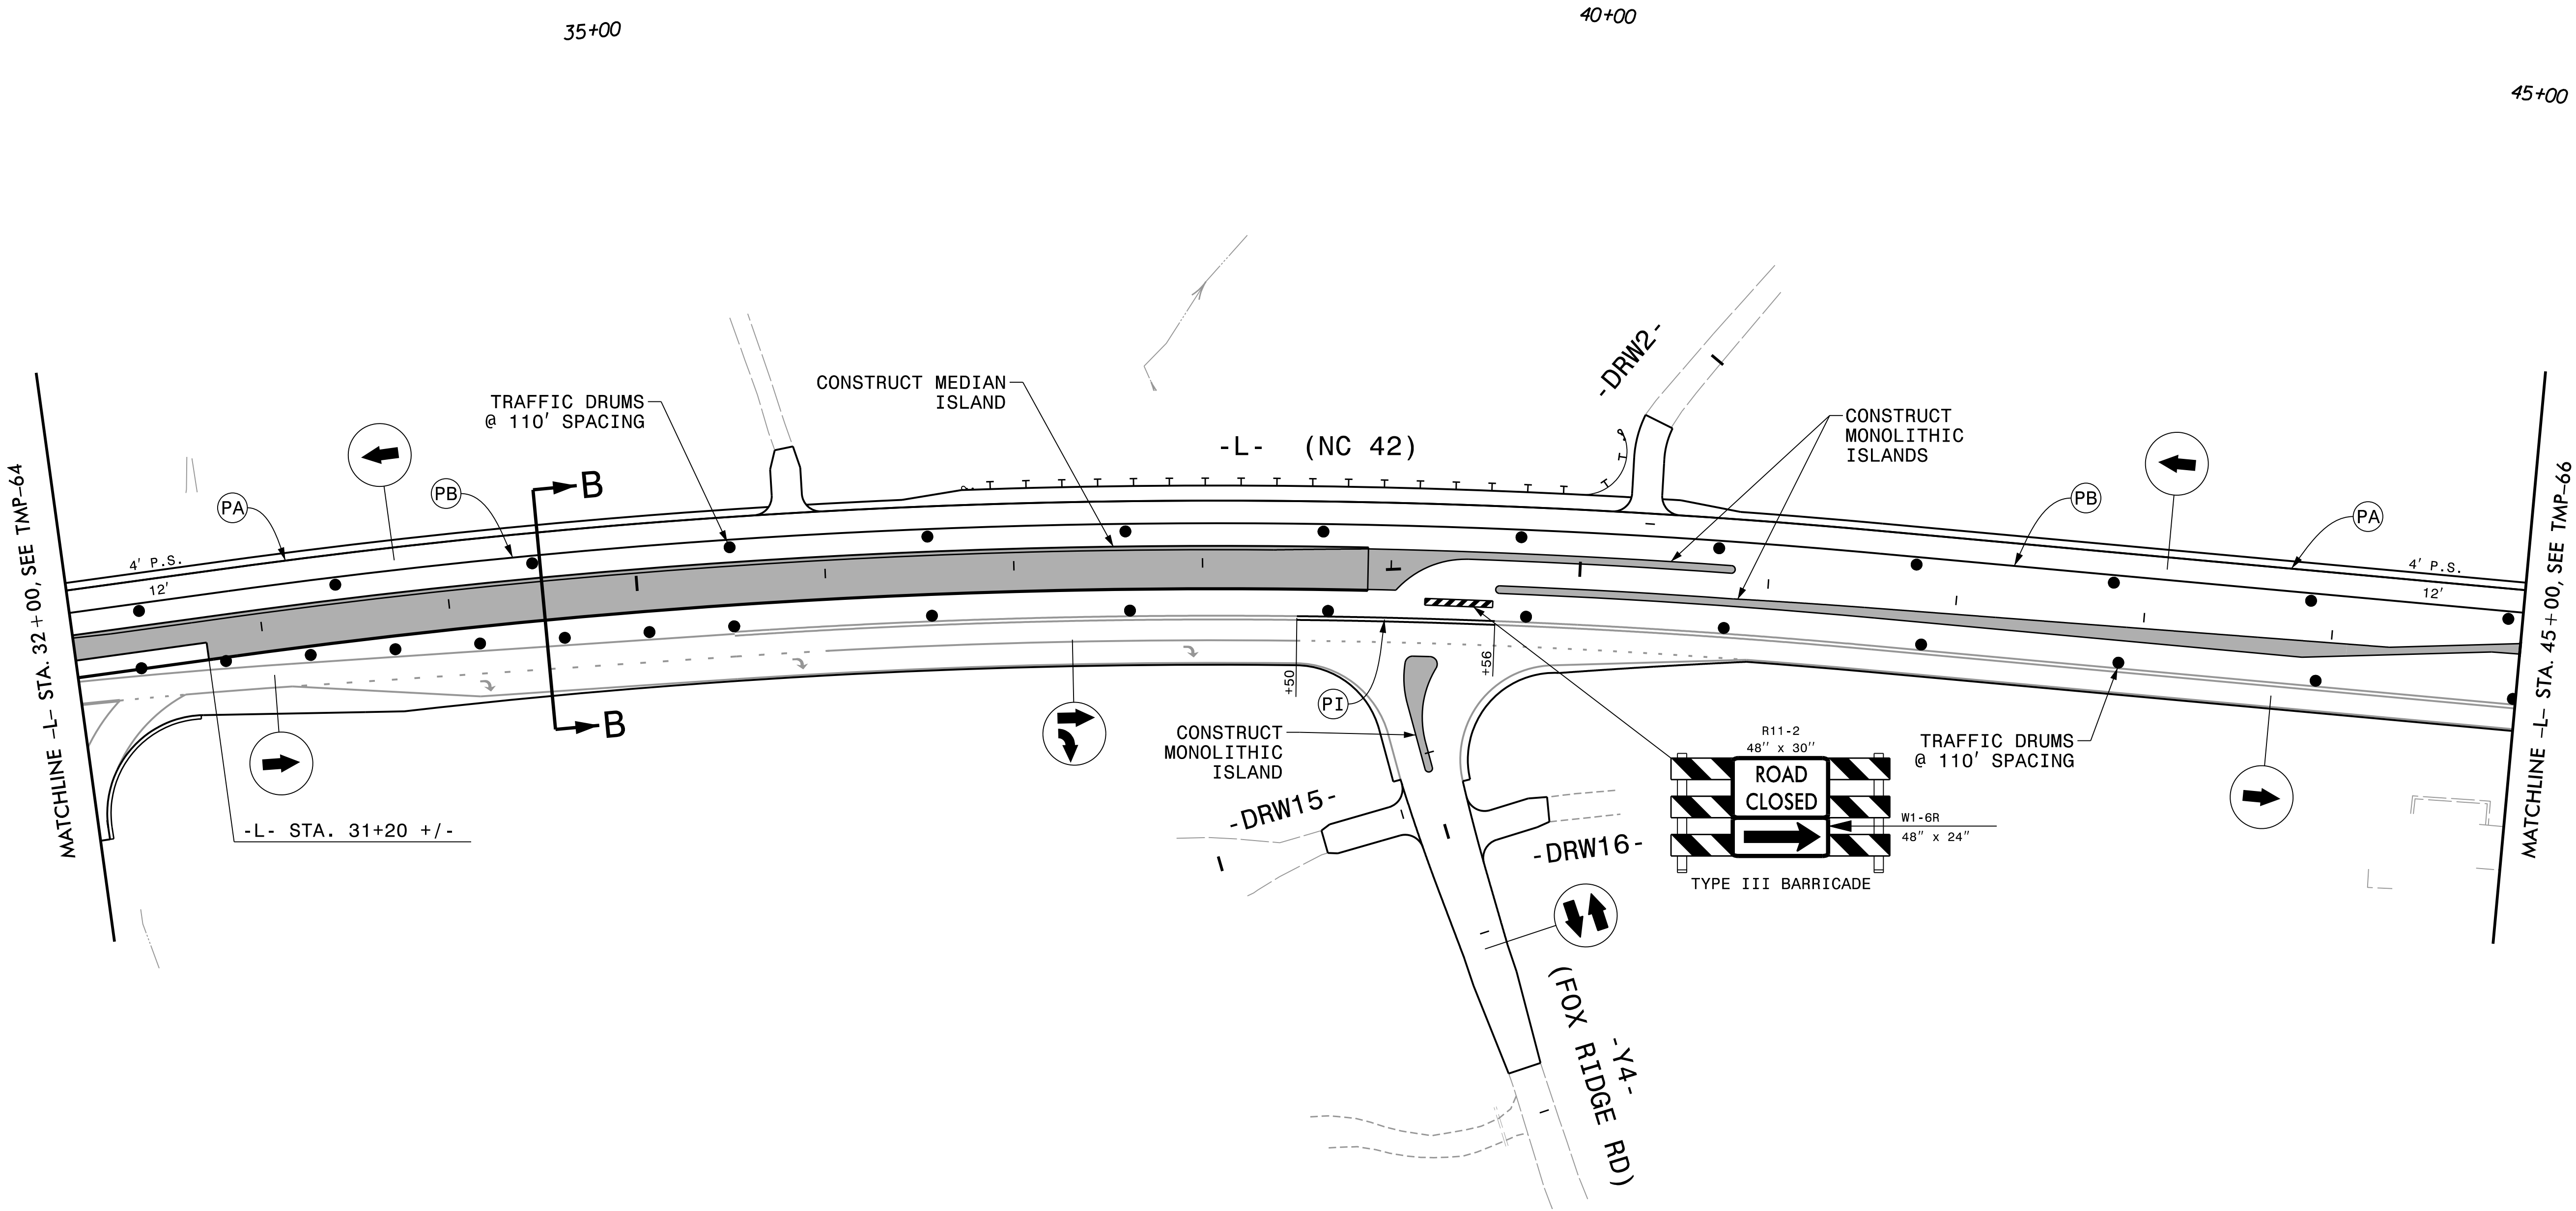 35+00
40+00
45+00
MATCHLINE -L- STA. 32+00, SEE TMP-64
PA
4' P.S.
12'
PB
TRAFFIC DRUMS
@ 110' SPACING
B
B
CONSTRUCT MEDIAN
ISLAND
-L- (NC 42)
-DRW2-
CONSTRUCT
MONOLITHIC
ISLANDS
PB
PA
4' P.S.
12'
MATCHLINE -L- STA. 45+00, SEE TMP-66
-L- STA. 31+20 +/-
+50
PI
+56
CONSTRUCT
MONOLITHIC
ISLAND
-DRW15-
-DRW16-
R11-2
48" x 30"
ROAD
CLOSED
W1-6R
48" x 24"
TYPE III BARRICADE
TRAFFIC DRUMS
@ 110' SPACING
-Y4-
(FOX RIDGE RD)